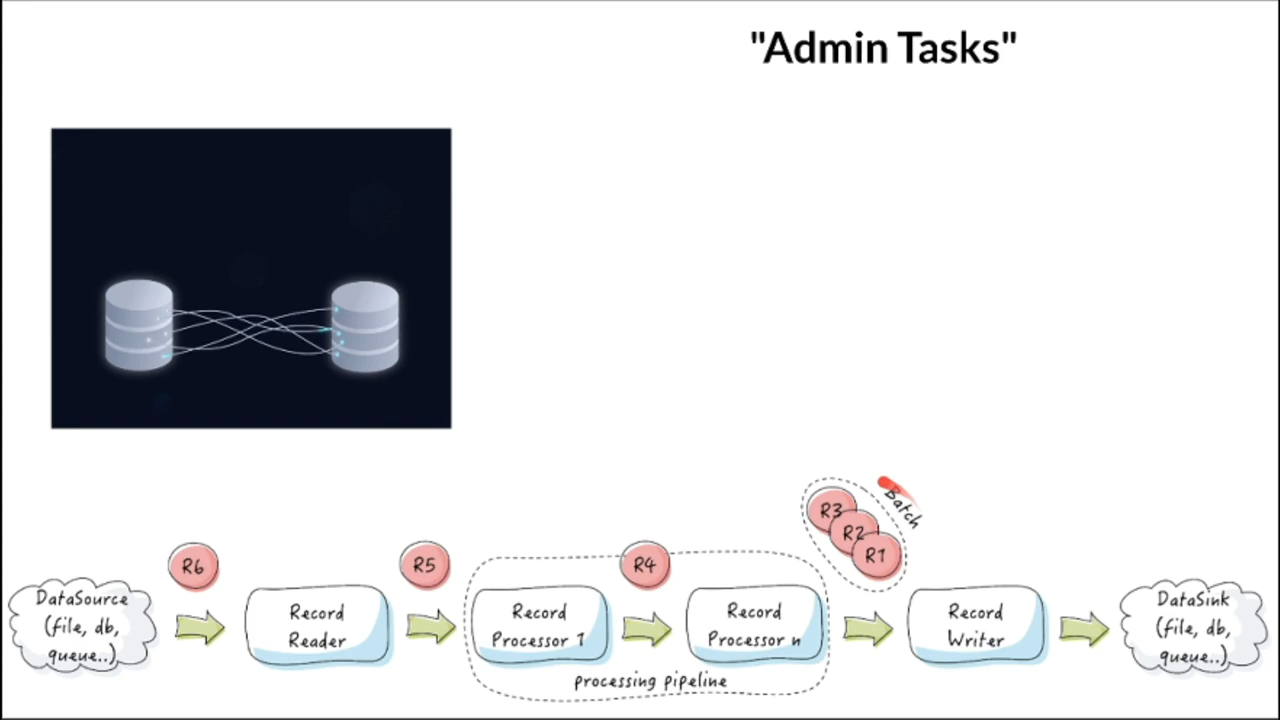 "Admin Tasks"
R3
R2
R1
Batch
R6
R5
R4
DataSource
(file, db,
queue..)
Record
Reader
Record
Processor 1
Record
Processor n
Record
Writer
DataSink
(file, db,
queue..)
processing pipeline